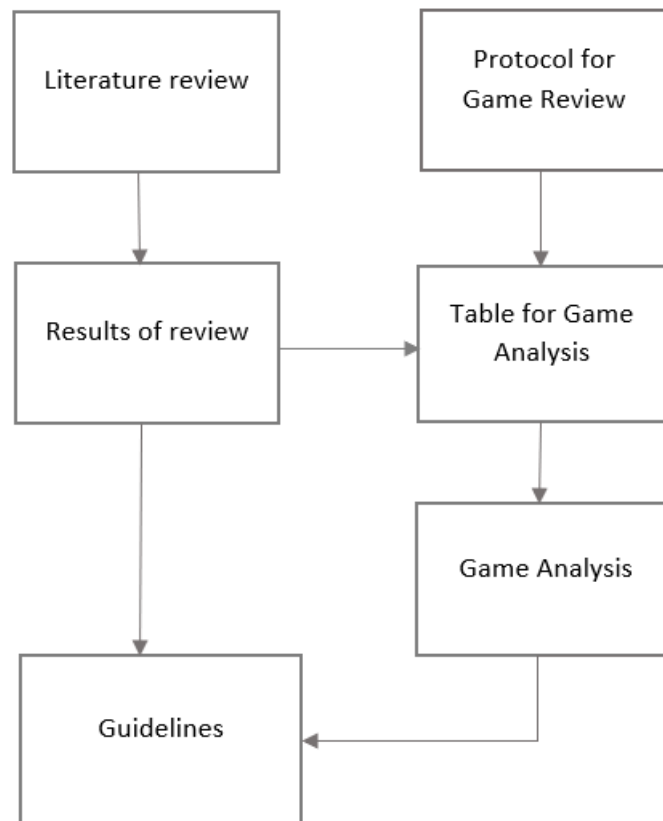 Literature review
Protocol for
Game Review
Results of review
Table for Game
Analysis
Game Analysis
Guidelines